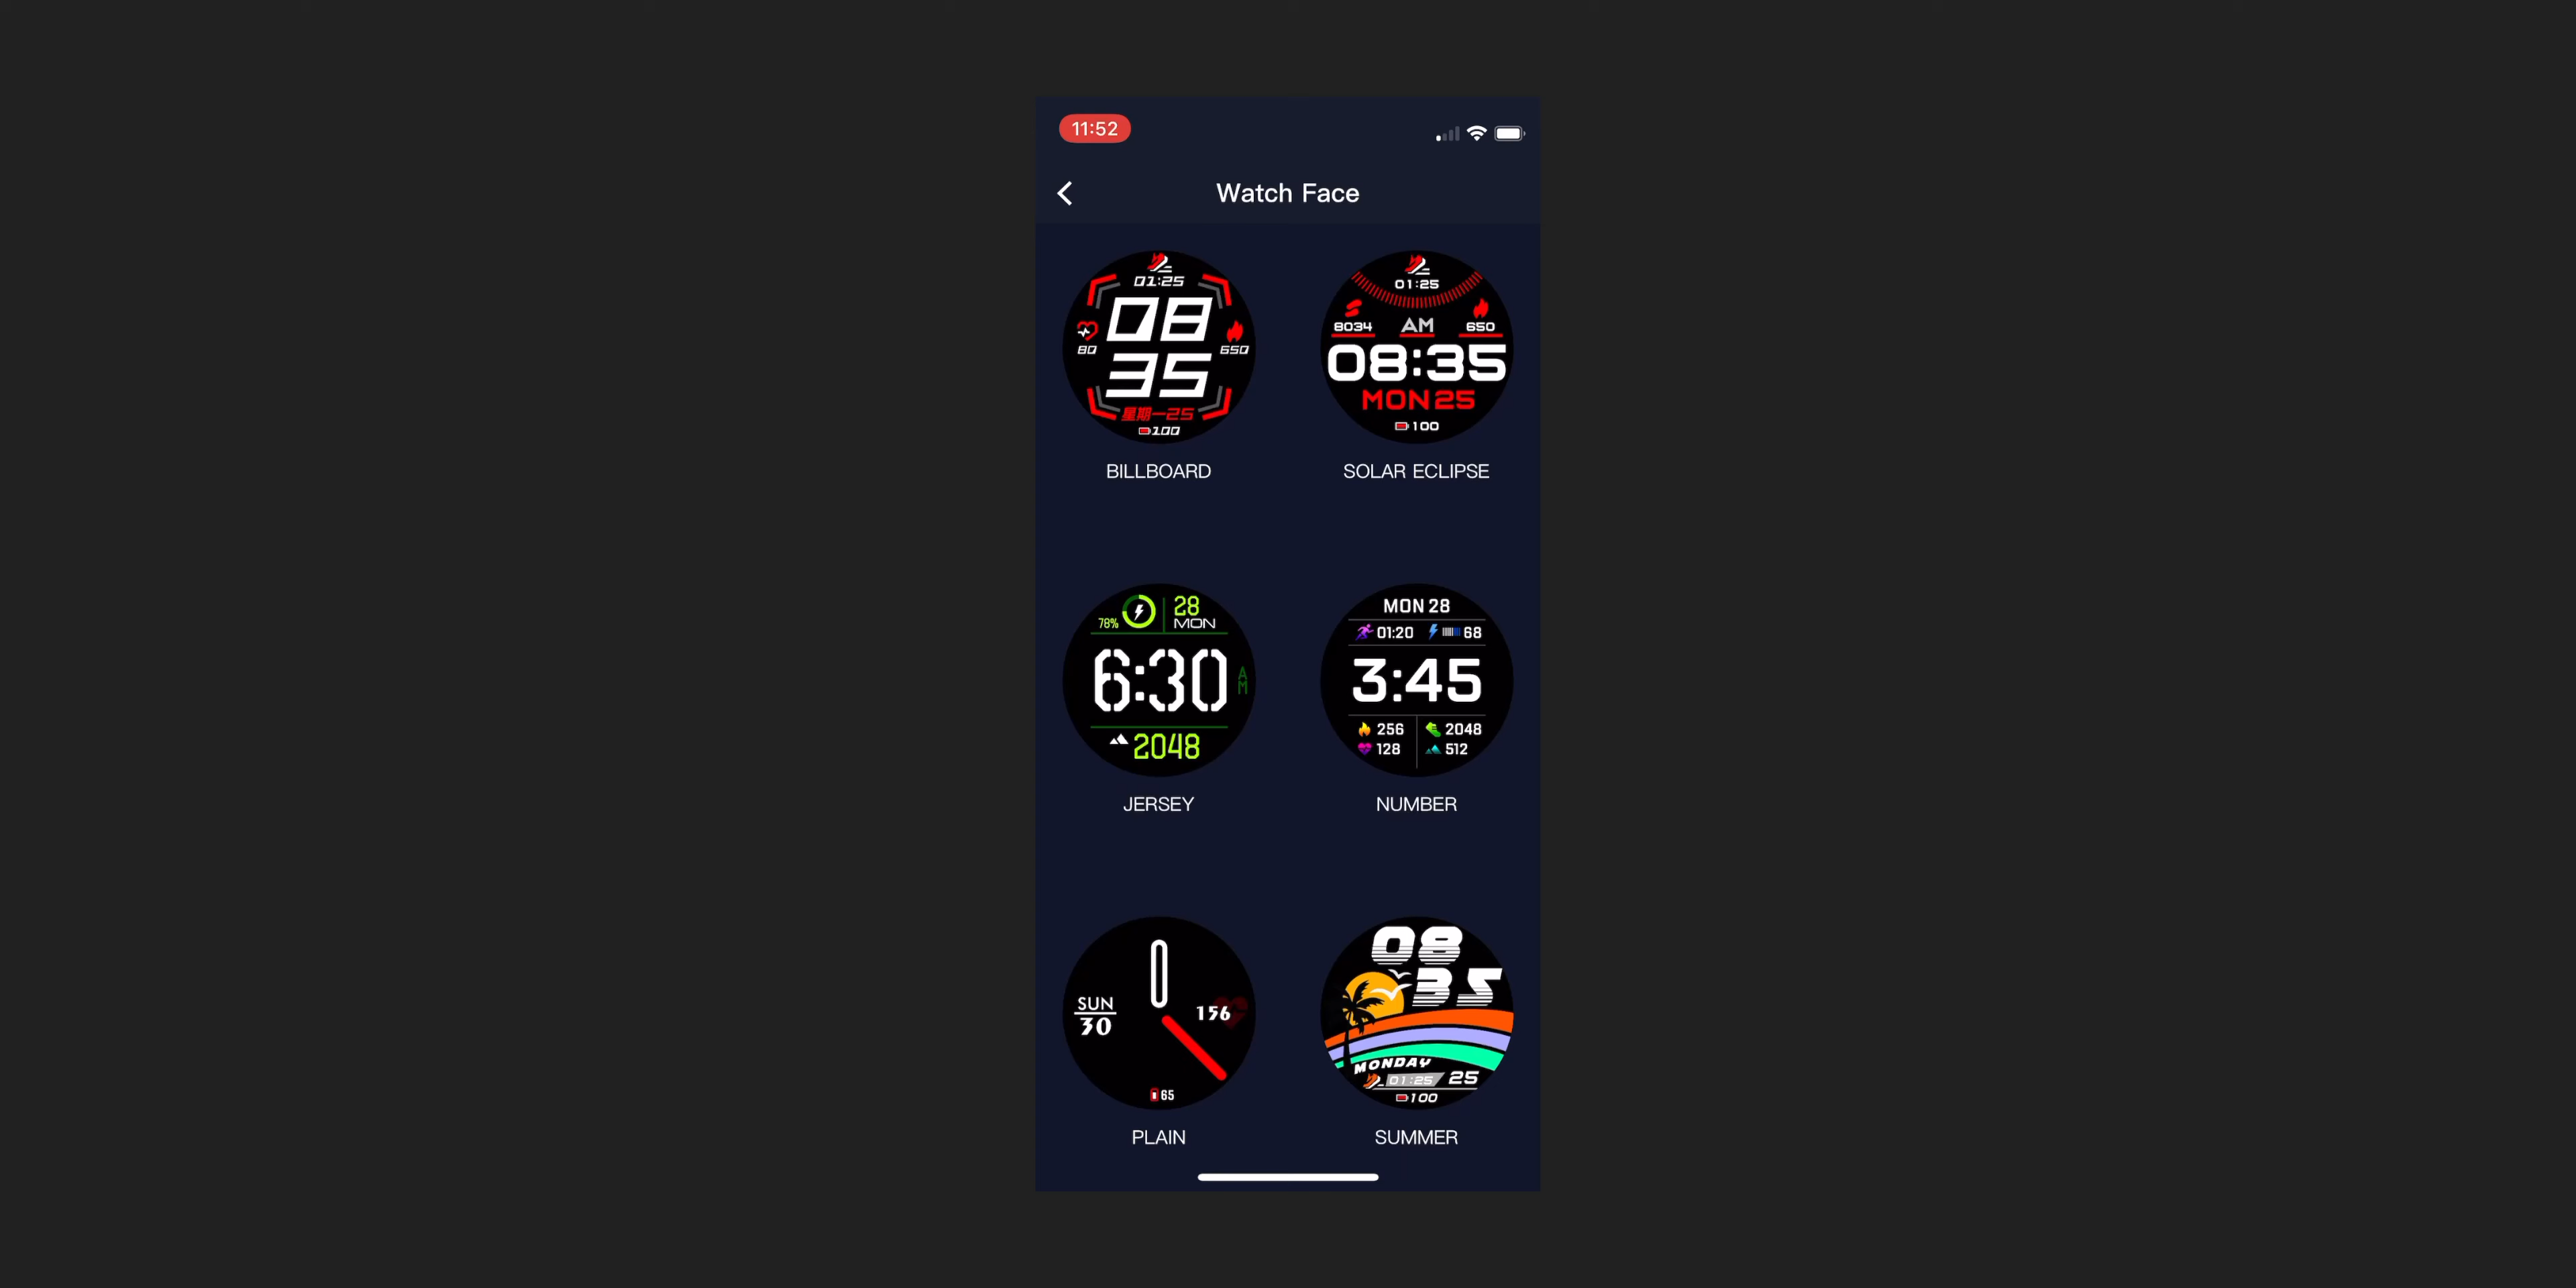 11:52
Watch Face
01:25
08
80
650
35
星期一25
100
BILLBOARD
01:25
8034
AM
650
08:35
MON 25
100
SOLAR ECLIPSE
78%
28
MON
6:30
AM
2048
JERSEY
MON 28
01:20
68
3:45
256
2048
128
512
NUMBER
SUN
30
156
65
PLAIN
08
35
MONDAY
01:25
25
100
SUMMER